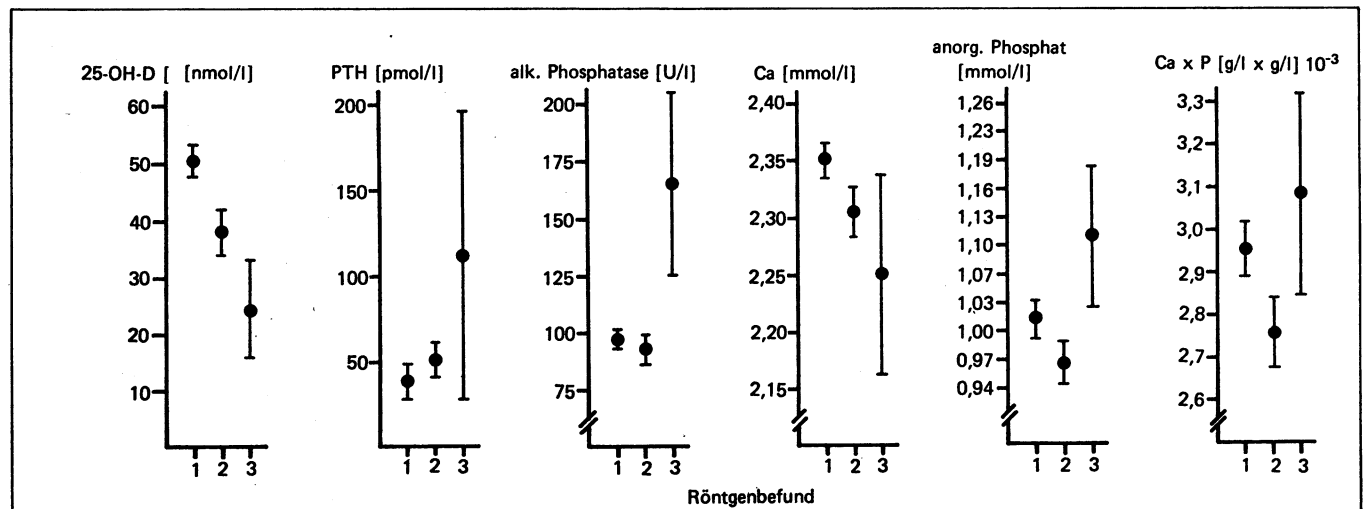 25-OH-D [ [nmol/l]
60
50
40
30
20
10
1 2 3
PTH [pmol/l]
200
150
100
50
1 2 3
alk. Phosphatase [U/l]
200
175
150
125
100
75
1 2 3
Ca [mmol/l]
2,40
2,35
2,30
2,25
2,20
2,15
1 2 3
anorg. Phosphat
[mmol/l]
1,26
1,23
1,19
1,16
1,13
1,10
1,07
1,03
1,00
0,97
0,94
1 2 3
Ca x P [g/l x g/l] 10⁻³
3,3
3,2
3,1
3,0
2,9
2,8
2,7
2,6
1 2 3
Röntgenbefund